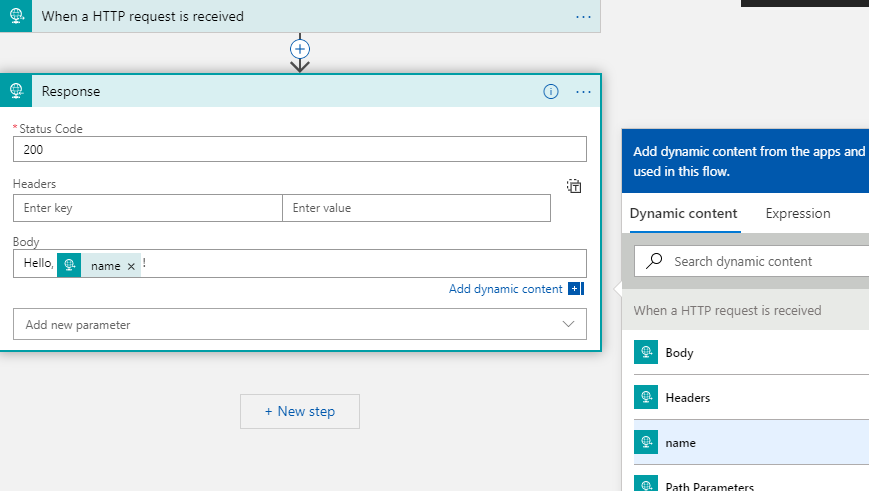 When a HTTP request is received
Response
* Status Code
200
Headers
Enter key
Enter value
Body
Hello, name × !
Add dynamic content
Add new parameter
+ New step
Add dynamic content from the apps and
used in this flow.
Dynamic content
Expression
Search dynamic content
When a HTTP request is received
Body
Headers
name
Path Parameters